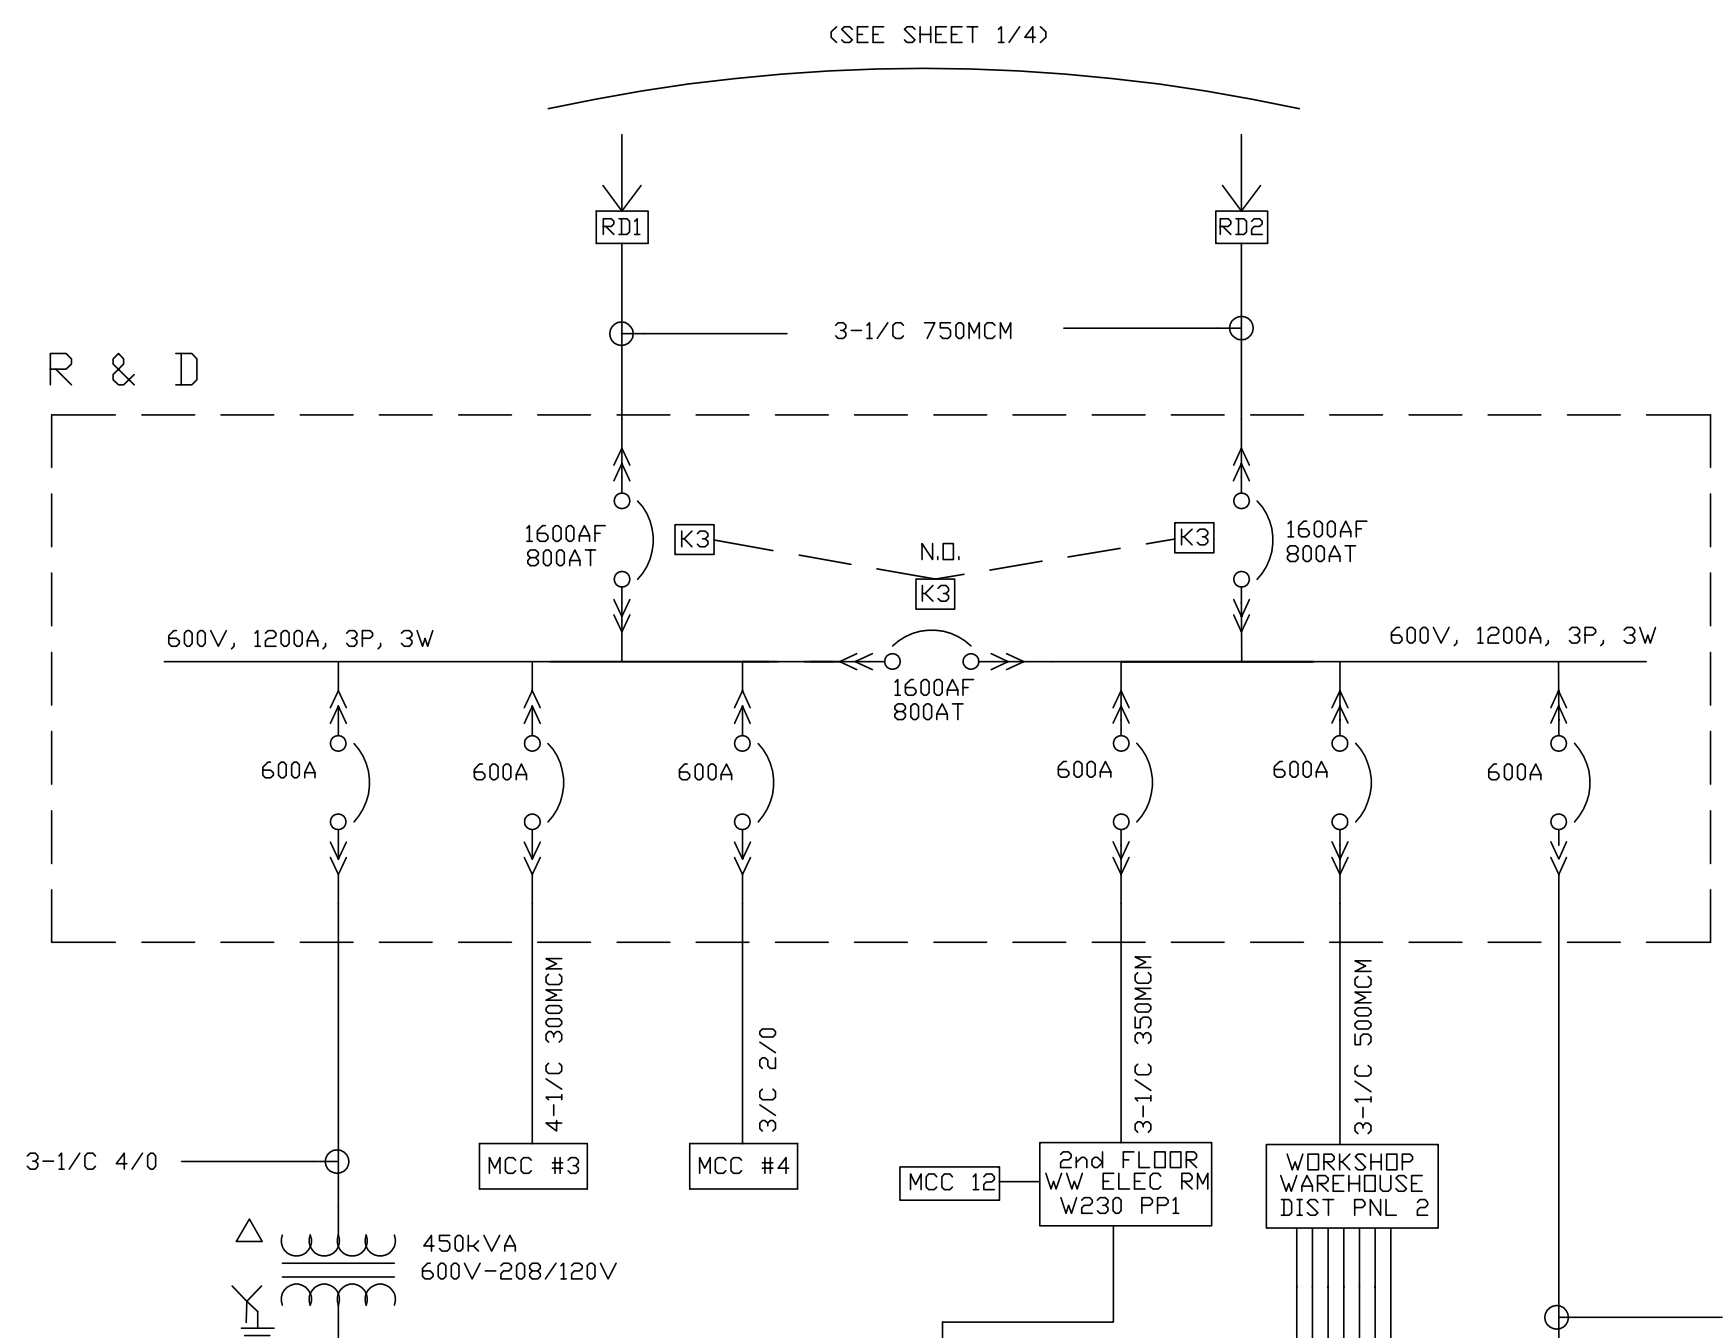 (SEE SHEET 1/4)
RD1
RD2
3-1/C 750MCM
R & D
1600AF
800AT
K3
N.O.
K3
K3
1600AF
800AT
600V, 1200A, 3P, 3W
600V, 1200A, 3P, 3W
1600AF
800AT
600A
600A
600A
600A
600A
600A
4-1/C 300MCM
3/C 2/0
3-1/C 350MCM
3-1/C 500MCM
3-1/C 4/0
MCC #3
MCC #4
MCC 12
2nd FLOOR
WW ELEC RM
W230 PP1
WORKSHOP
WAREHOUSE
DIST PNL 2
450kVA
600V-208/120V